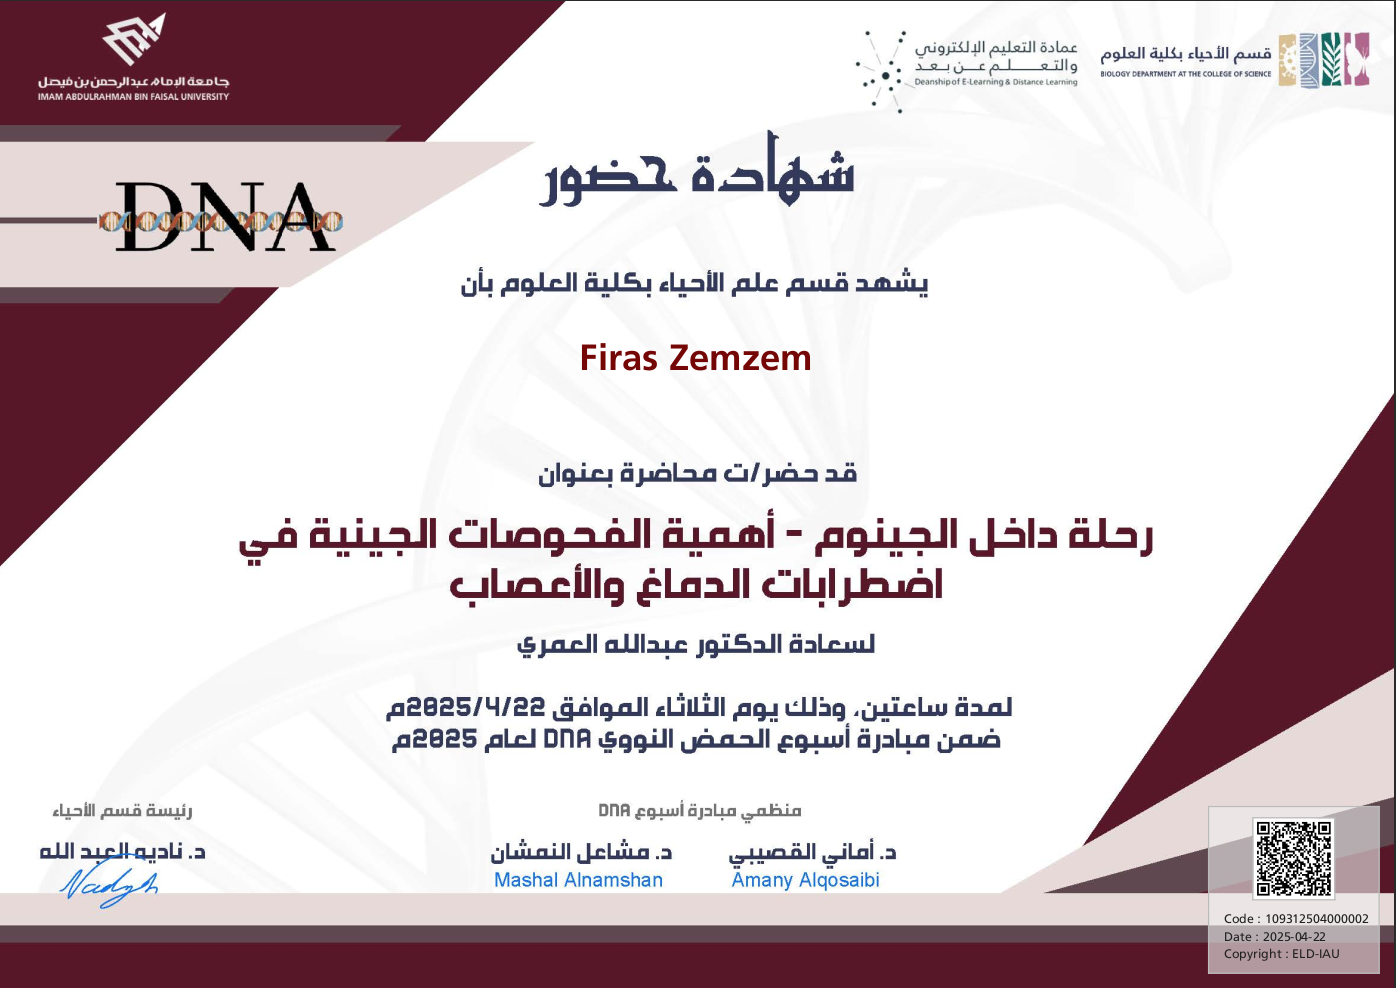 جامعة الإمام عبدالرحمن بن فيصل
IMAM ABDULRAHMAN BIN FAISAL UNIVERSITY
عمادة التعليم الإلكتروني
والتعلم عن بعد
Deanship of E-Learning & Distance Learning
قسم الأحياء بكلية العلوم
BIOLOGY DEPARTMENT AT THE COLLEGE OF SCIENCE
DNA
شهادة حضور
يشهد قسم علم الأحياء بكلية العلوم بأن
Firas Zemzem
قد حضر/ت محاضرة بعنوان
رحلة داخل الجينوم - أهمية الفحوصات الجينية في
اضطرابات الدماغ والأعصاب
لسعادة الدكتور عبدالله العمري
لمدة ساعتين، وذلك يوم الثلاثاء الموافق 2025/4/22م
ضمن مبادرة أسبوع الحمض النووي DNA لعام 2025م
منظمي مبادرة أسبوع DNA
د. أماني القصيبي
Amany Alqosaibi
د. مشاعل النمشان
Mashal Alnamshan
رئيسة قسم الأحياء
د. ناديه العبد الله
Nadyh
Code : 109312504000002
Date : 2025-04-22
Copyright : ELD-IAU